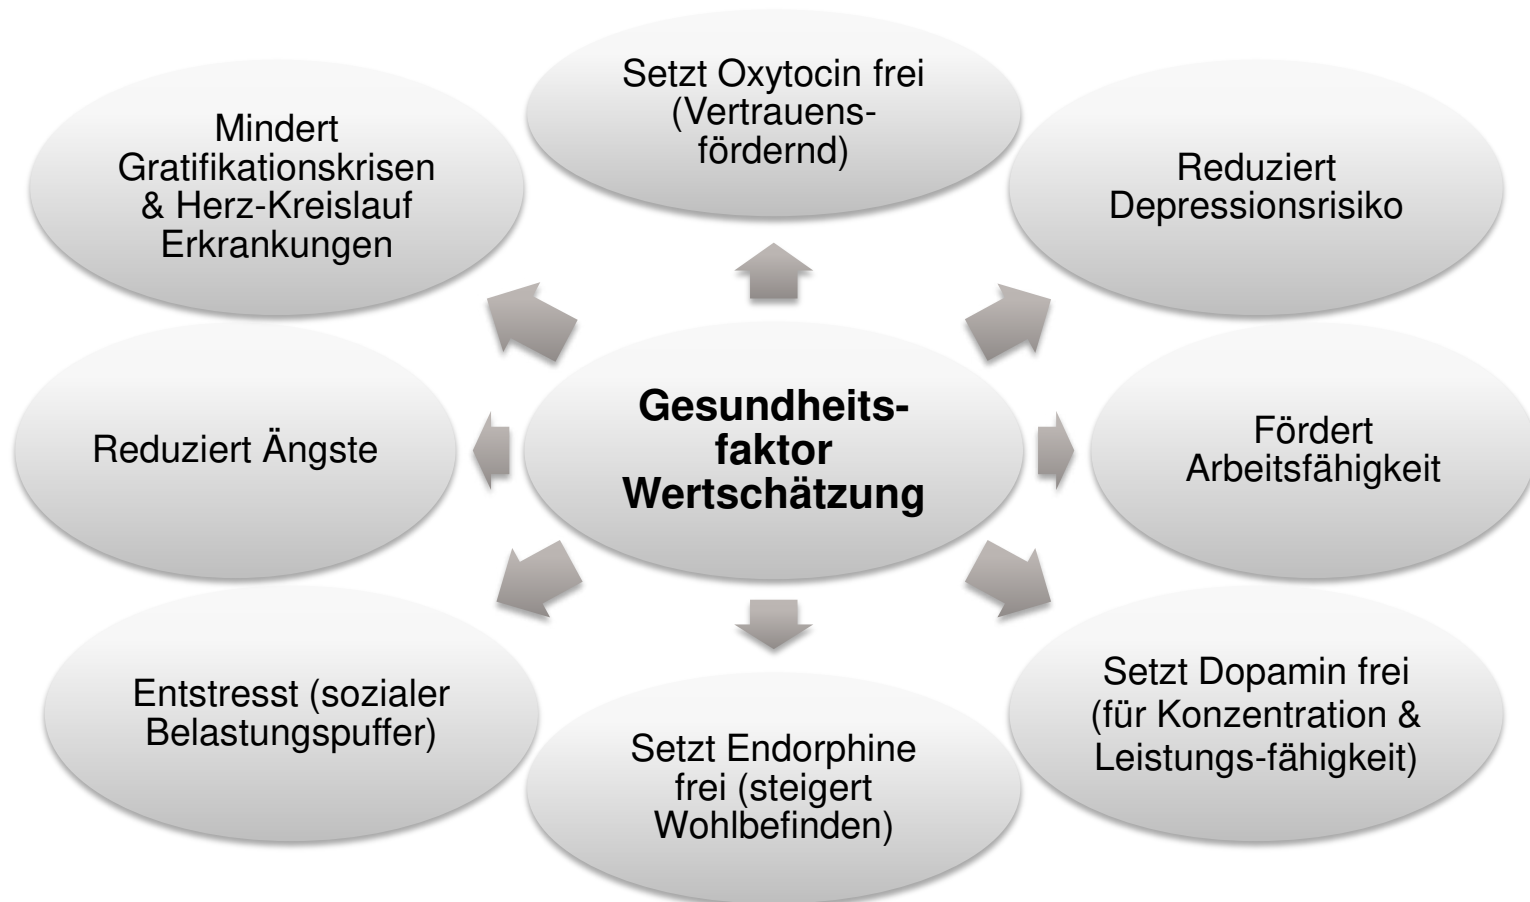 Setzt Oxytocin frei
(Vertrauens-
fördernd)
Mindert
Gratifikationskrisen
& Herz-Kreislauf
Erkrankungen
Reduziert
Depressionsrisiko
Gesundheits-
faktor
Wertschätzung
Reduziert Ängste
Fördert
Arbeitsfähigkeit
Entstresst (sozialer
Belastungspuffer)
Setzt Endorphine
frei (steigert
Wohlbefinden)
Setzt Dopamin frei
(für Konzentration &
Leistungs-fähigkeit)